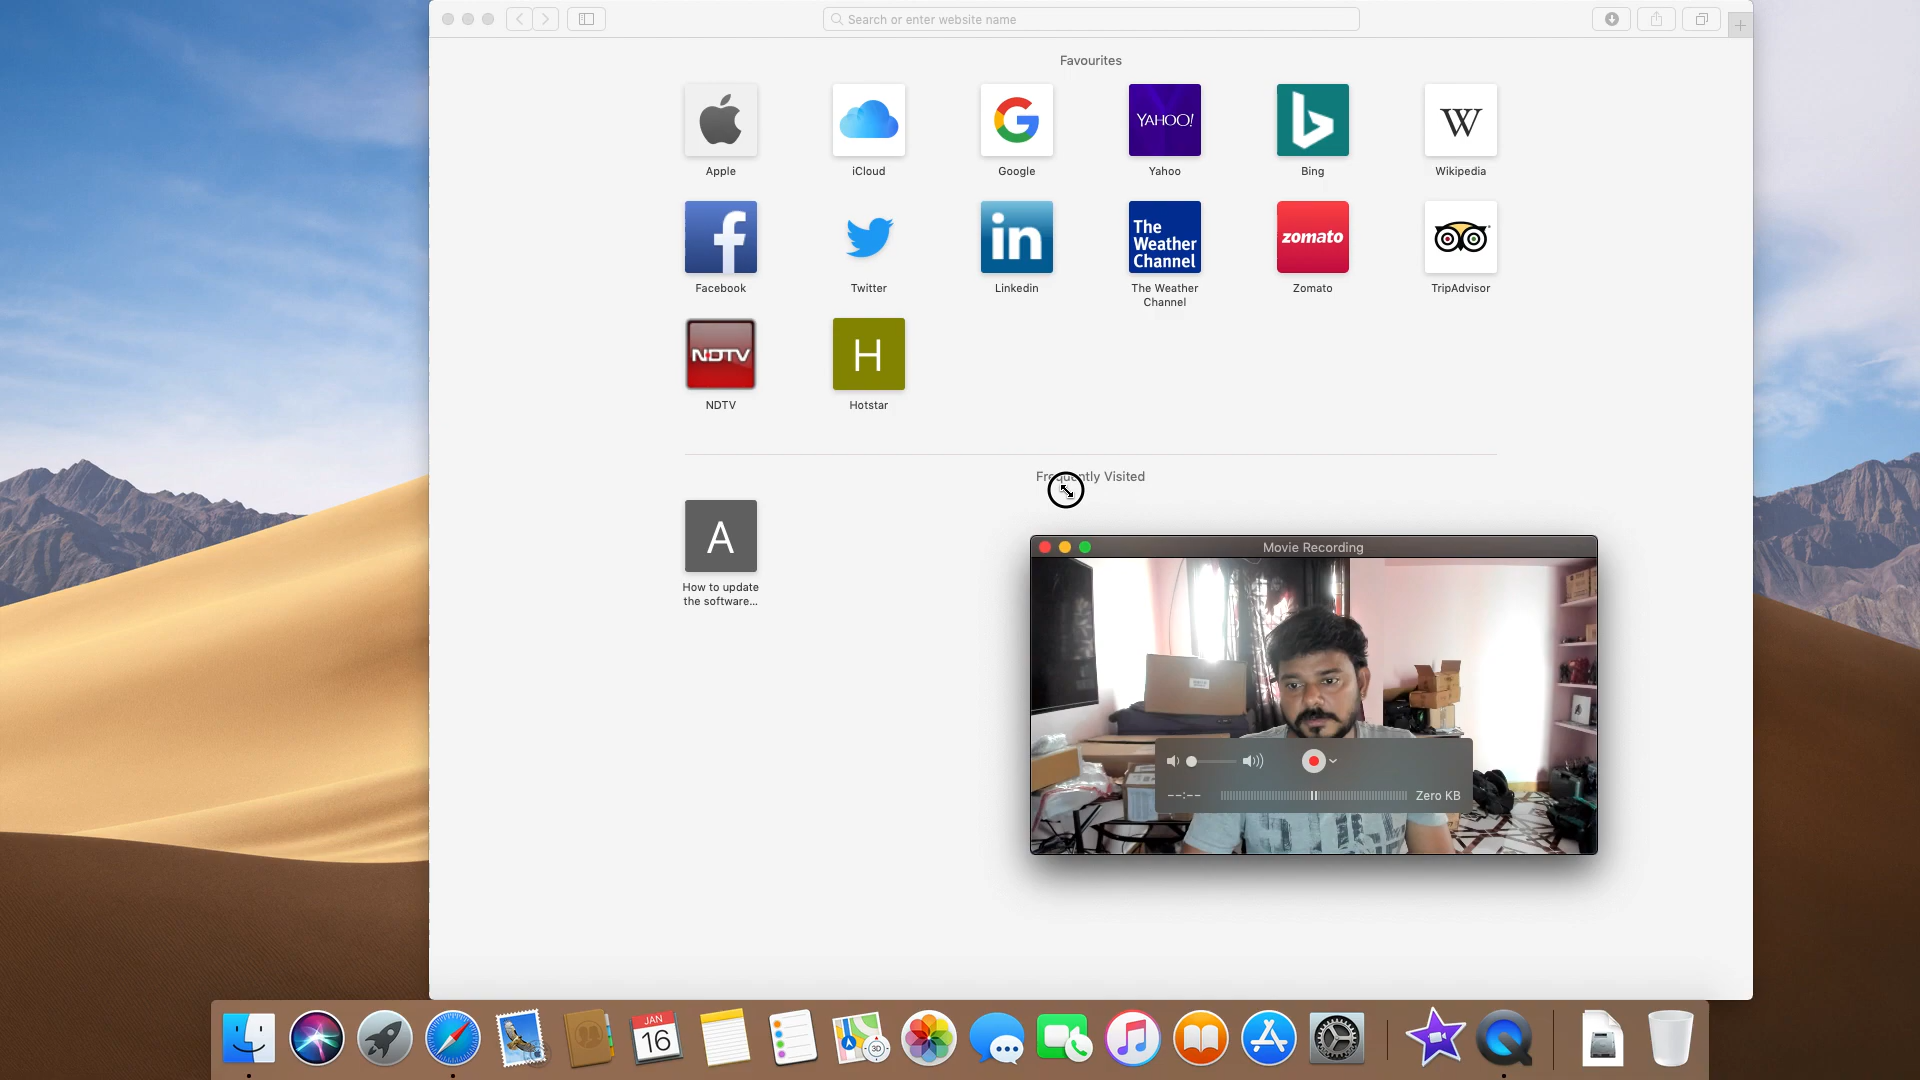 Search or enter website name
Favourites
YAHOO!
W
Apple
iCloud
Google
Yahoo
Bing
Wikipedia
f
in
The
Weather
Channel
zomato
Facebook
Twitter
Linkedin
The Weather
Channel
Zomato
TripAdvisor
NDTV
H
NDTV
Hotstar
Frequently Visited
A
How to update
the software...
Movie Recording
--:--
Zero KB
JAN
16
3D